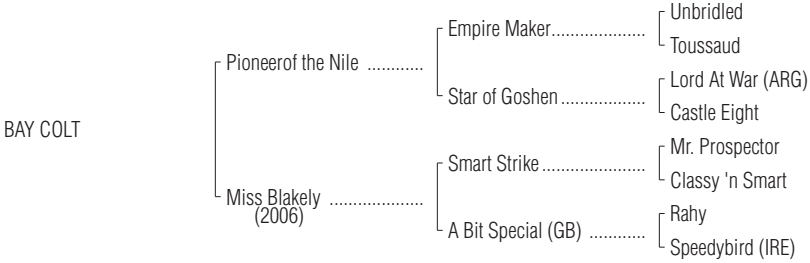 Unbridled
Empire Maker.....................
Toussaud
Pioneerof the Nile ............
Lord At War (ARG)
Star of Goshen...................
Castle Eight
BAY COLT
Mr. Prospector
Smart Strike.......................
Classy 'n Smart
Miss Blakely ....................
(2006)
Rahy
A Bit Special (GB) ............
Speedybird (IRE)